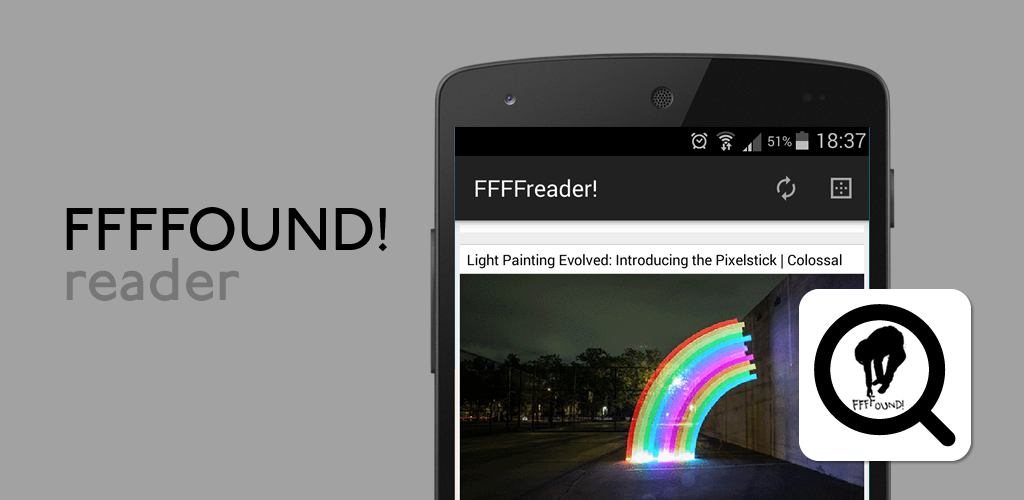 FFFFOUND!
reader
51% 18:37
FFFFreader!
Light Painting Evolved: Introducing the Pixelstick | Colossal
FFFFOUND!